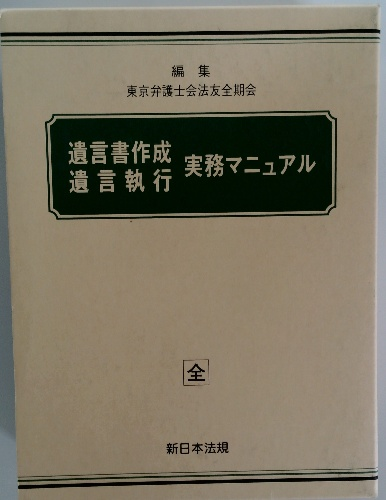 編集
東京弁護士会法友全期会
遺言書作成
遺言執行
実務マニュアル
全
新日本法規